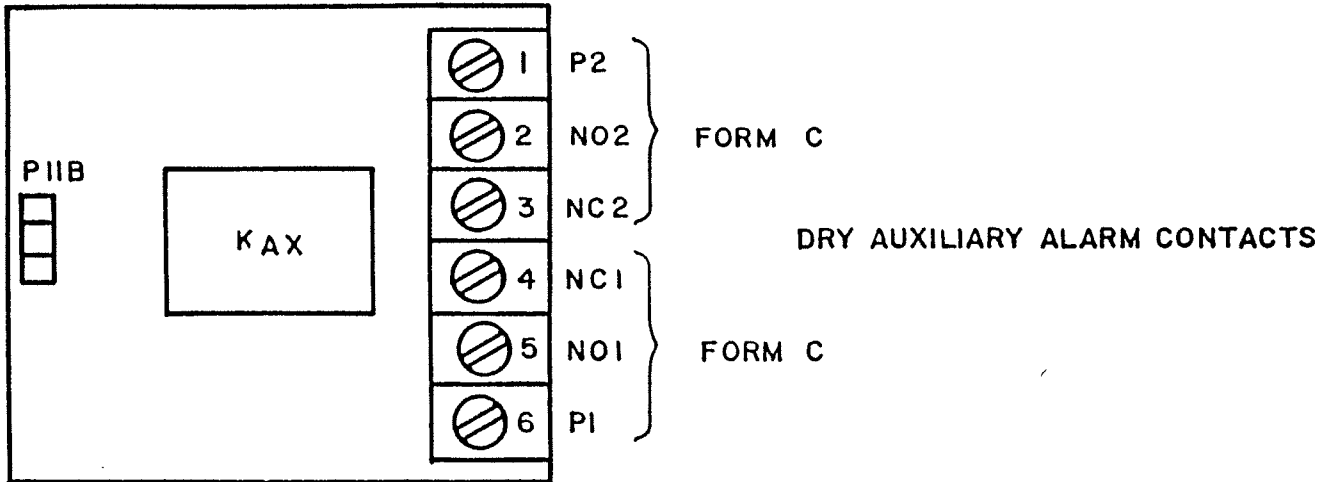 1 P2
2 NO2
FORM C
3 NC2
P11B
KAX
DRY AUXILIARY ALARM CONTACTS
4 NC1
5 NO1
FORM C
6 P1